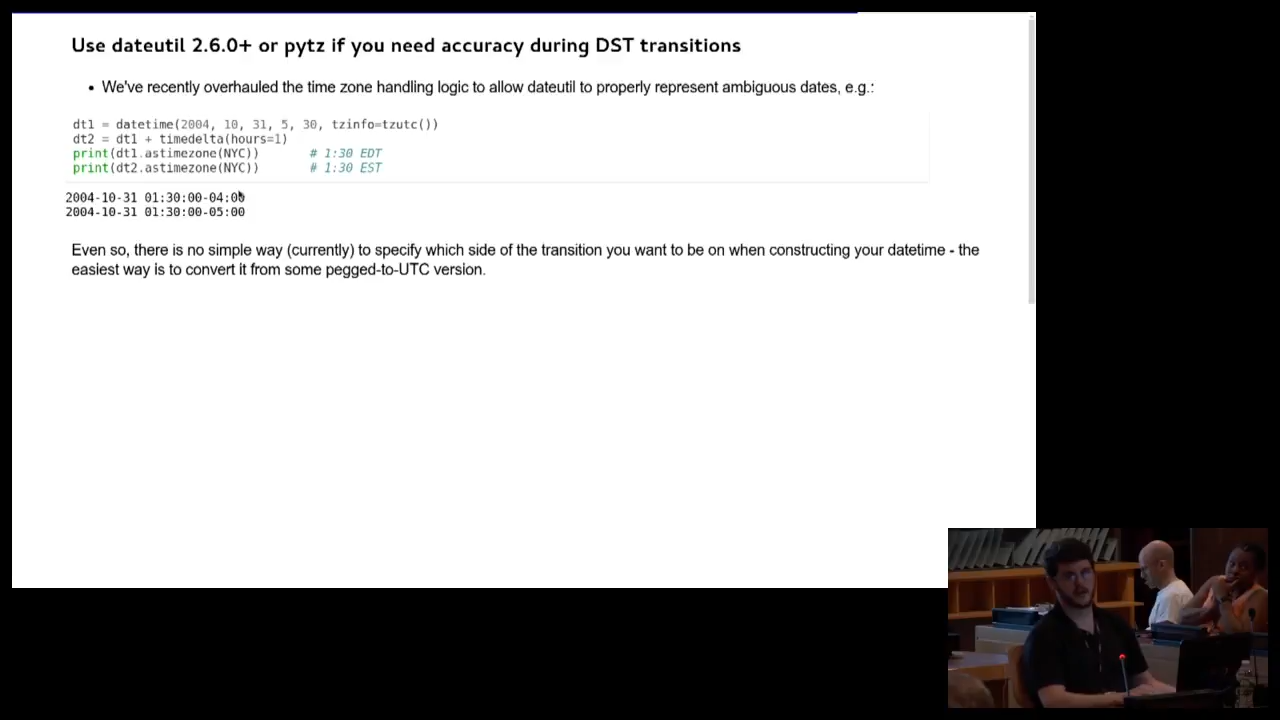 Use dateutil 2.6.0+ or pytz if you need accuracy during DST transitions
• We've recently overhauled the time zone handling logic to allow dateutil to properly represent ambiguous dates, e.g.:
dt1 = datetime(2004, 10, 31, 5, 30, tzinfo=tzutc())
dt2 = dt1 + timedelta(hours=1)
print(dt1.astimezone(NYC))       # 1:30 EDT
print(dt2.astimezone(NYC))       # 1:30 EST
2004-10-31 01:30:00-04:00
2004-10-31 01:30:00-05:00
Even so, there is no simple way (currently) to specify which side of the transition you want to be on when constructing your datetime - the
easiest way is to convert it from some pegged-to-UTC version.